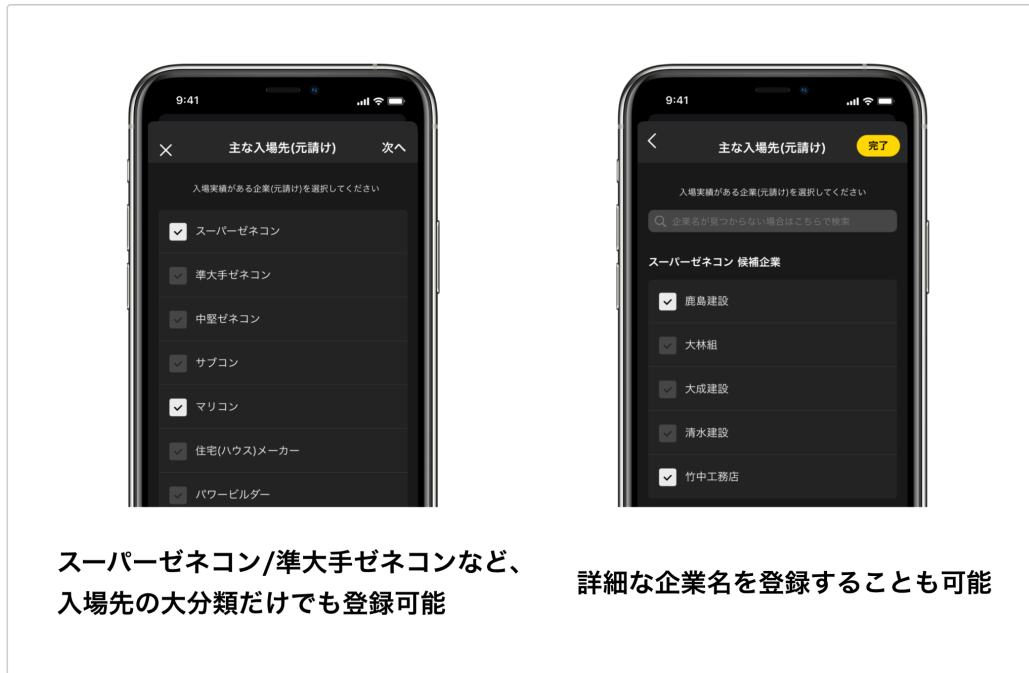 9:41
主な入場先(元請け)
次へ
入場実績がある企業(元請け)を選択してください
スーパーゼネコン
準大手ゼネコン
中堅ゼネコン
サブコン
マリコン
住宅(ハウス)メーカー
パワービルダー
スーパーゼネコン/準大手ゼネコンなど、
入場先の大分類だけでも登録可能
9:41
主な入場先(元請け)
完了
入場実績がある企業(元請け)を選択してください
企業名が見つからない場合はこちらで検索
スーパーゼネコン 候補企業
鹿島建設
大林組
大成建設
清水建設
竹中工務店
詳細な企業名を登録することも可能